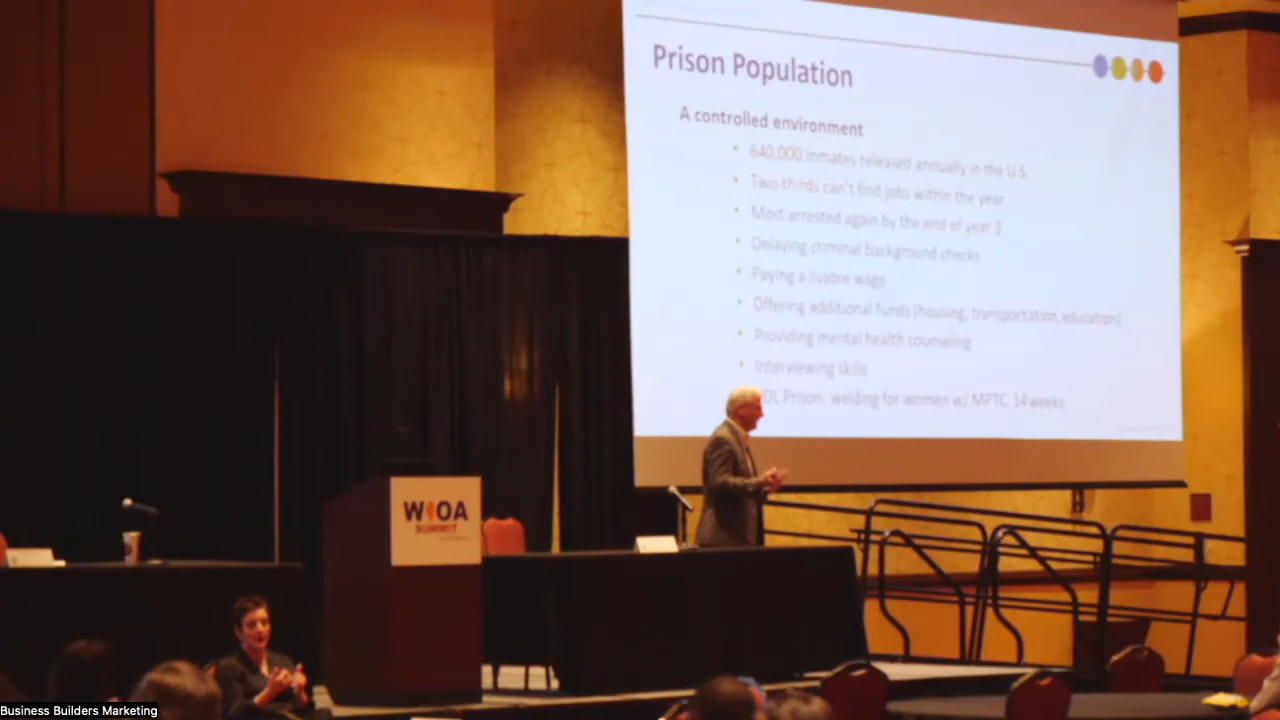 Prison Population
A controlled environment
• 640,000 inmates released annually in the U.S.
• Two-thirds can't find jobs within the year
• Most arrested again by the end of year 3
• Delaying criminal background checks
• Paying a livable wage
• Offering additional funds (housing, transportation, education)
• Providing mental health counseling
• Interviewing skills
Prison: welding for women w/ MPTC, 14 weeks
WIOA
SUMMIT
Business Builders Marketing